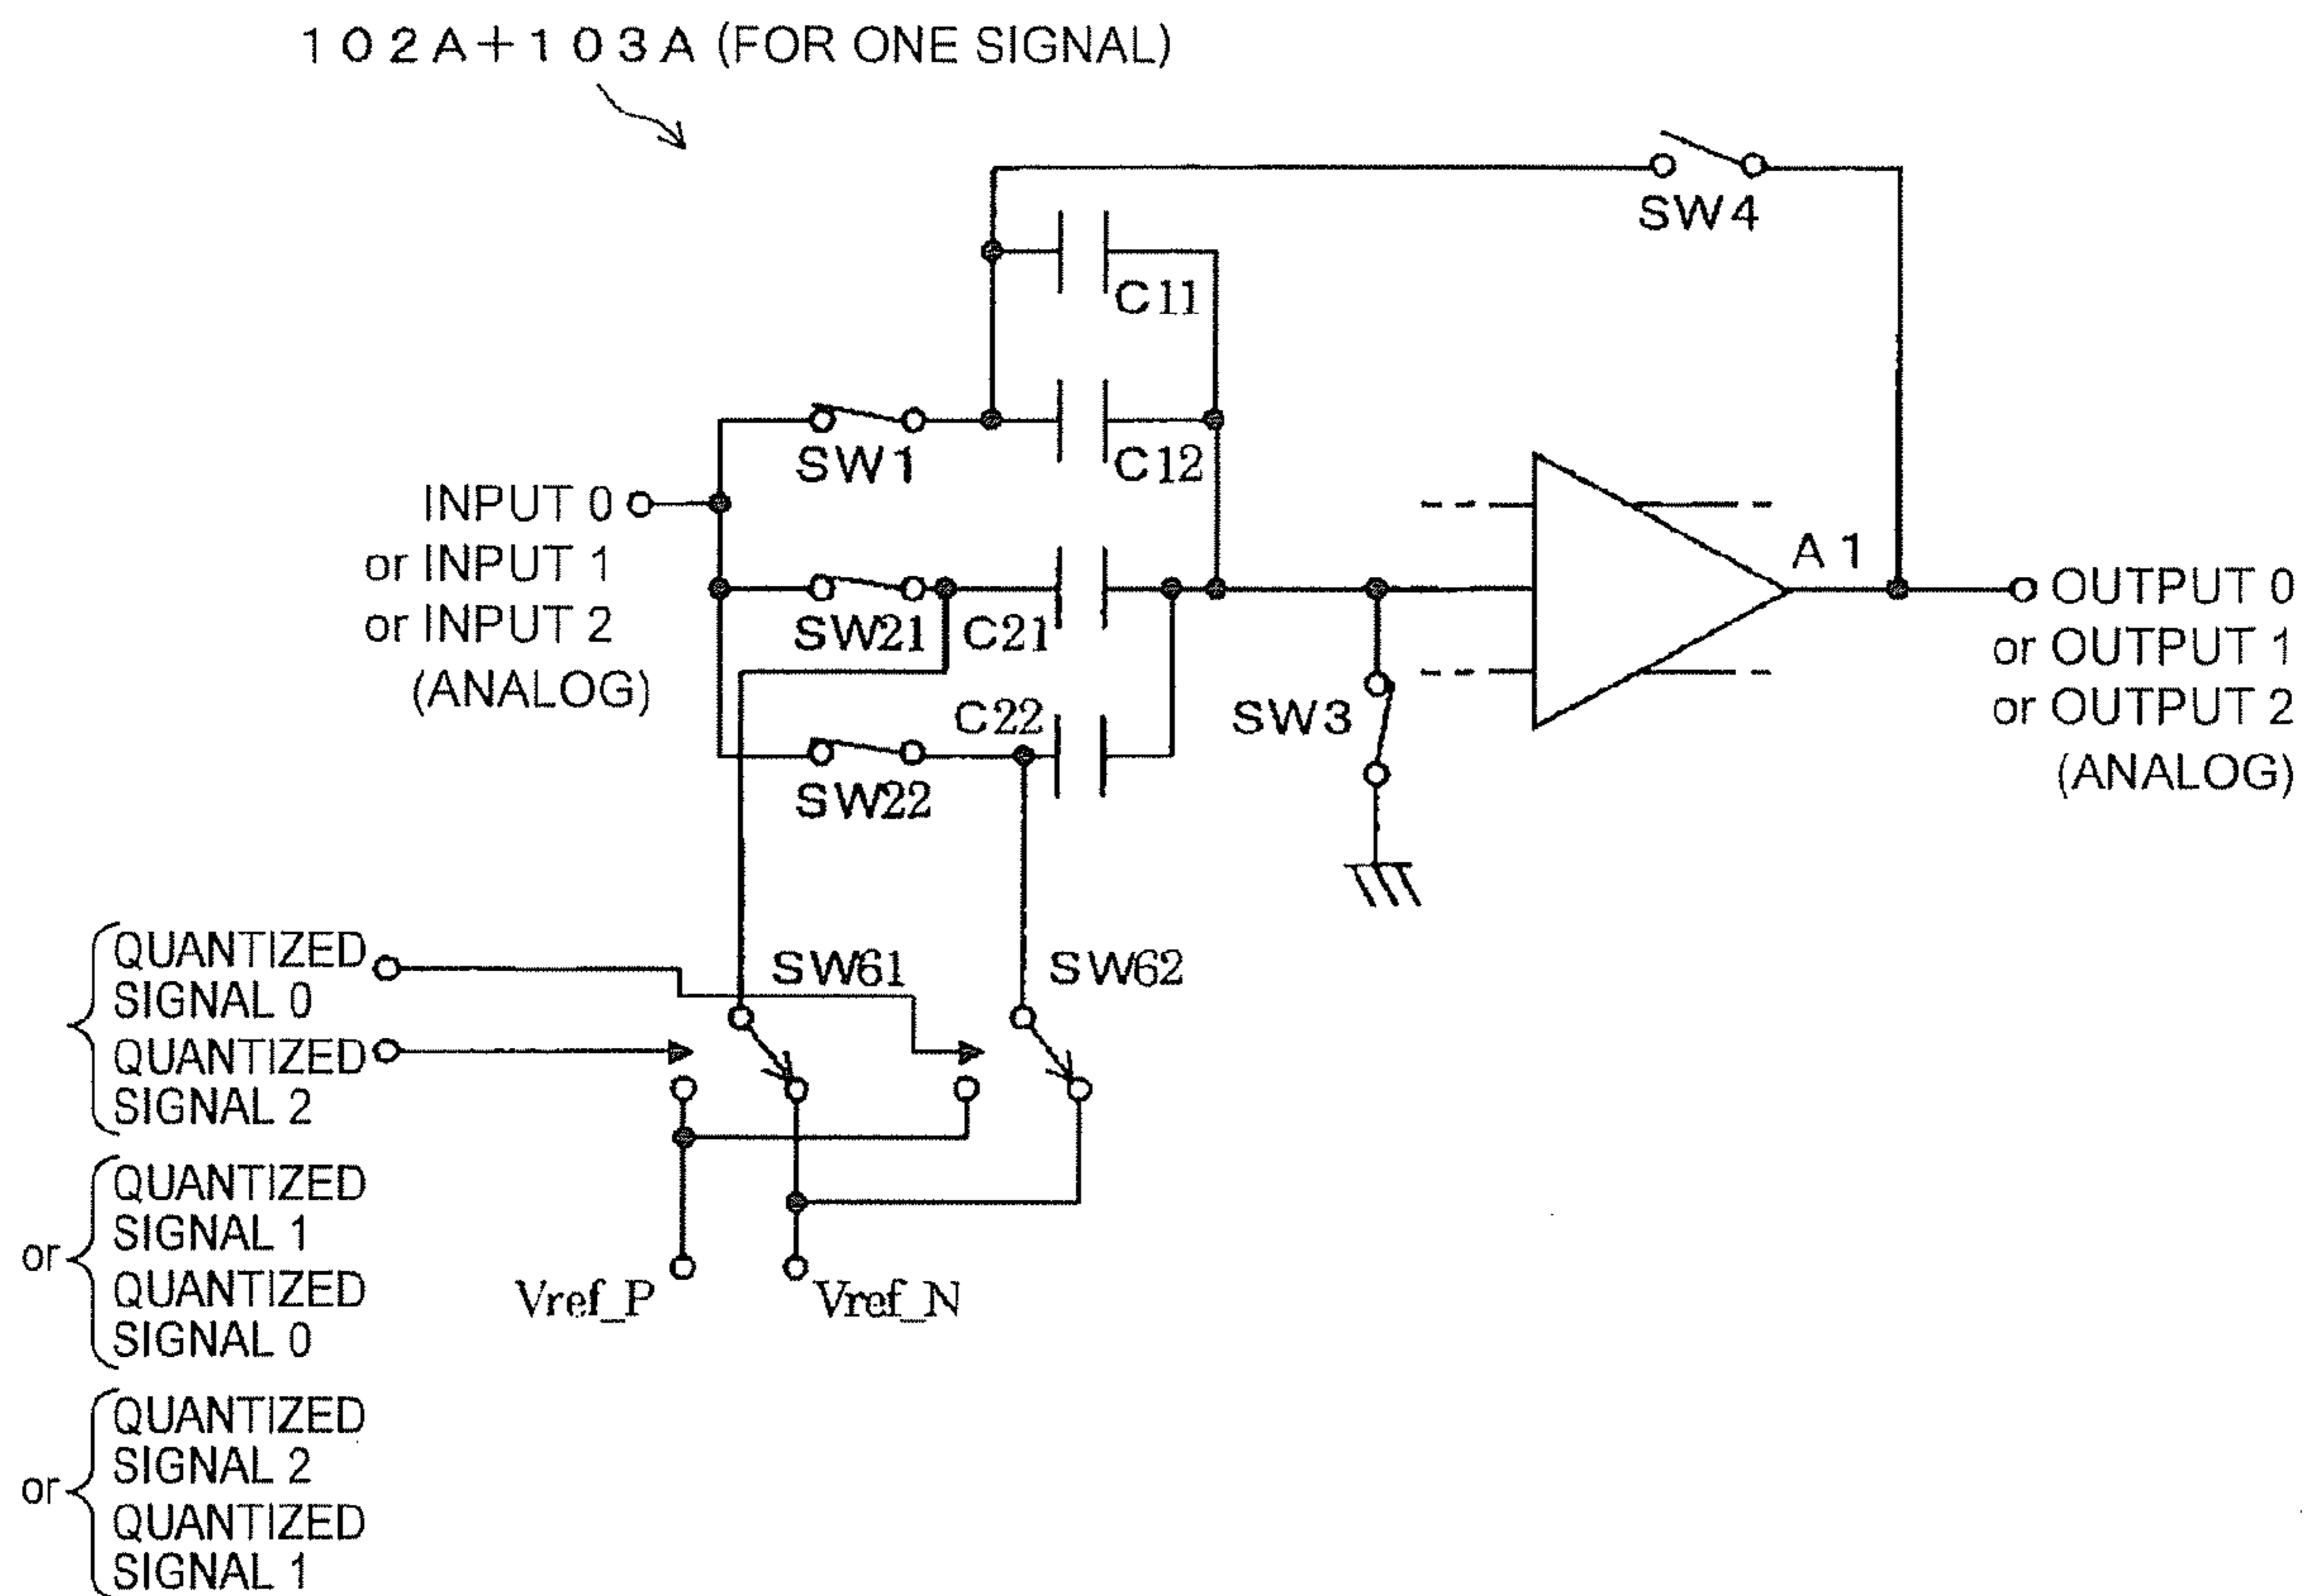 102A+103A (FOR ONE SIGNAL)
SW4
C11
SW1
C12
INPUT 0
or INPUT 1
or INPUT 2
(ANALOG)
A1
OUTPUT 0
or OUTPUT 1
or OUTPUT 2
(ANALOG)
SW21
C21
C22
SW3
SW22
QUANTIZED
SIGNAL 0
QUANTIZED
SIGNAL 2
SW61
SW62
or
QUANTIZED
SIGNAL 1
QUANTIZED
SIGNAL 0
Vref_P
Vref_N
or
QUANTIZED
SIGNAL 2
QUANTIZED
SIGNAL 1